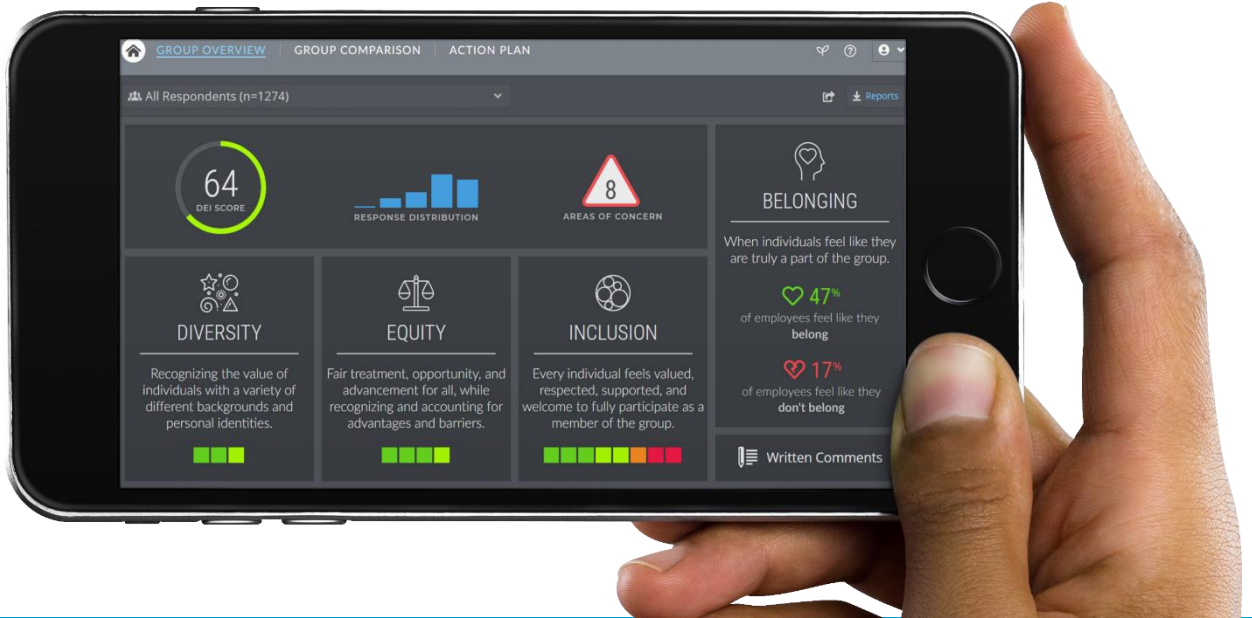 GROUP OVERVIEW
GROUP COMPARISON
ACTION PLAN
All Respondents (n=1274)
Reports
64
DEI SCORE
RESPONSE DISTRIBUTION
8
AREAS OF CONCERN
DIVERSITY
Recognizing the value of
individuals with a variety of
different backgrounds and
personal identities.
EQUITY
Fair treatment, opportunity, and
advancement for all, while
recognizing and accounting for
advantages and barriers.
INCLUSION
Every individual feels valued,
respected, supported, and
welcome to fully participate as a
member of the group.
BELONGING
When individuals feel like they
are truly a part of the group.
47%
of employees feel like they
belong
17%
of employees feel like they
don't belong
Written Comments